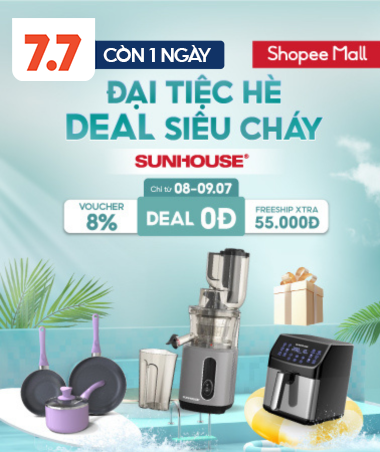 7.7
CÒN 1 NGÀY
Shopee Mall
ĐẠI TIỆC HÈ
DEAL SIÊU CHÁY
SUNHOUSE®
Chỉ từ 08-09.07
VOUCHER
8%
DEAL 0Đ
FREESHIP XTRA
55.000Đ